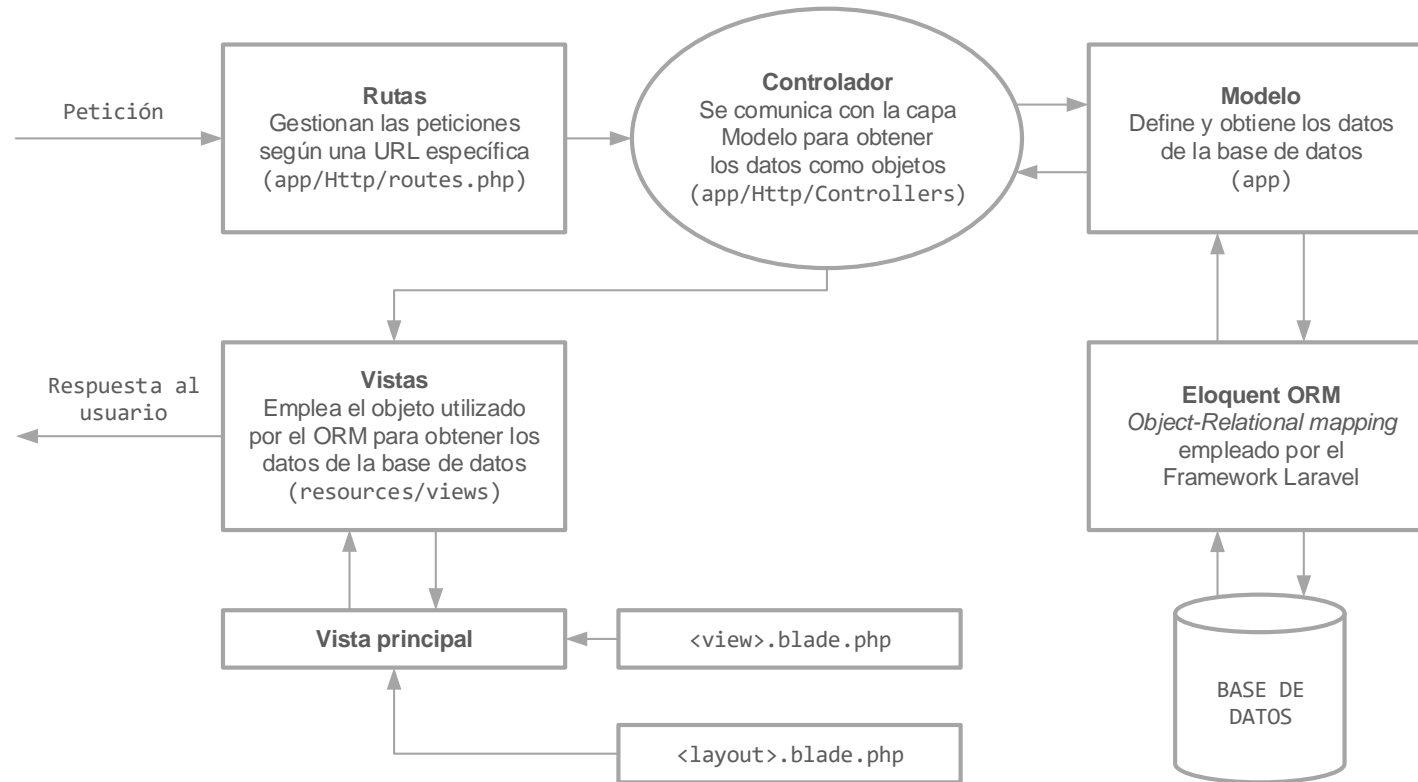 Petición
Rutas
Gestionan las peticiones
según una URL específica
(app/Http/routes.php)
Controlador
Se comunica con la capa
Modelo para obtener
los datos como objetos
(app/Http/Controllers)
Modelo
Define y obtiene los datos
de la base de datos
(app)
Respuesta al
usuario
Vistas
Emplea el objeto utilizado
por el ORM para obtener los
datos de la base de datos
(resources/views)
Eloquent ORM
Object-Relational mapping
empleado por el
Framework Laravel
Vista principal
<view>.blade.php
<layout>.blade.php
BASE DE
DATOS